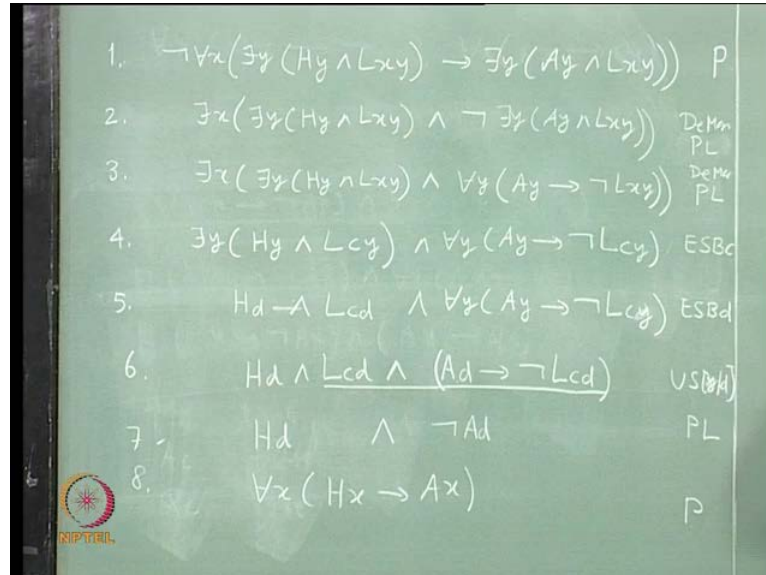 1. ¬∀x(∃y(Hy∧Lxy) → ∃y(Ay∧Lxy)) P
2. ∃x(∃y(Hy∧Lxy) ∧ ¬∃y(Ay∧Lxy)) DeMor PL
3. ∃x(∃y(Hy∧Lxy) ∧ ∀y(Ay→¬Lxy)) DeMor PL
4. ∃y(Hy∧Lcy) ∧ ∀y(Ay→¬Lcy) ESBc
5. Hd ∧ Lcd ∧ ∀y(Ay→¬Lcy) ESBd
6. Hd ∧ Lcd ∧ (Ad→¬Lcd) US[y/d]
7. Hd ∧ ¬Ad PL
8. ∀x(Hx→Ax) P
NPTEL